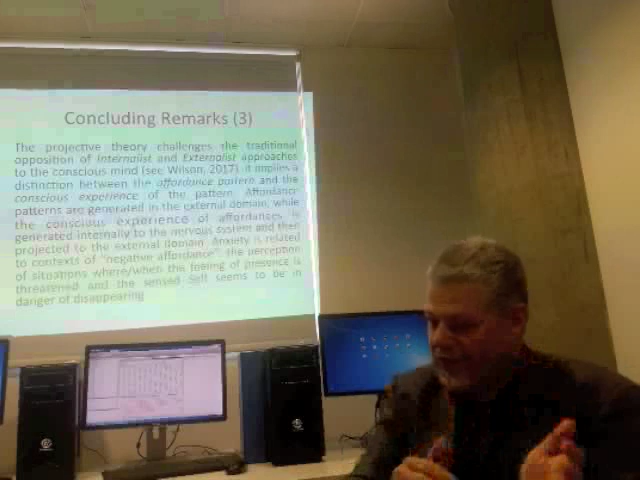 Concluding Remarks (3)
The projective theory challenges the traditional
opposition of Internalist and Externalist approaches
to the conscious mind (see Wilson, 2017). It implies a
distinction between the affordance pattern and the
conscious experience of the pattern. Affordance
patterns are generated in the external domain, while
the conscious experience of affordances is
generated internally to the nervous system and then
projected to the external domain. Anxiety is related
to contexts of "negative affordance", the perception
of situations where/when the feeling of presence is
threatened and the sensed Self seems to be in
danger of disappearing